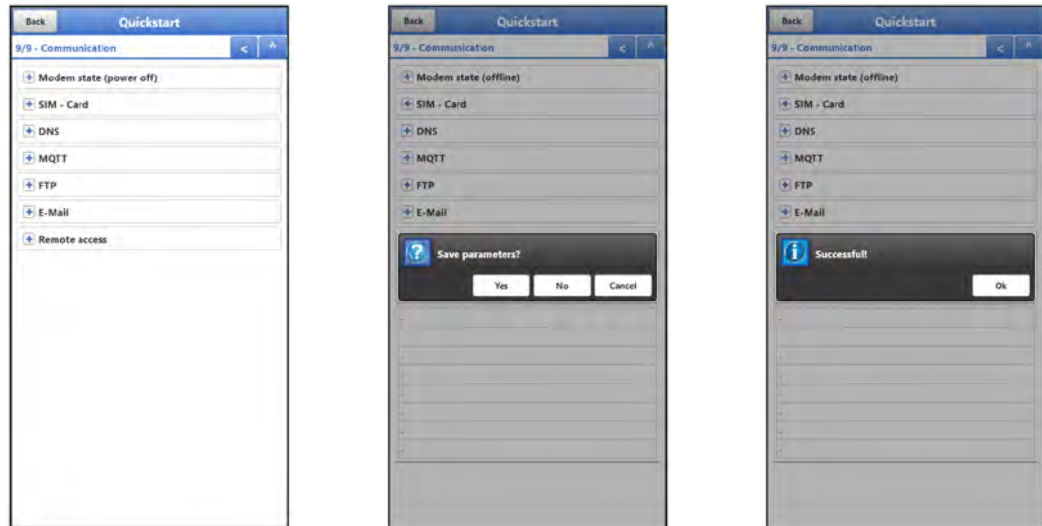 Back Quickstart
9/9 - Communication < ^
+ Modem state (power off)
+ SIM - Card
+ DNS
+ MQTT
+ FTP
+ E-Mail
+ Remote access
Back Quickstart
9/9 - Communication < ^
+ Modem state (offline)
+ SIM - Card
+ DNS
+ MQTT
+ FTP
+ E-Mail
? Save parameters?
Yes No Cancel
Back Quickstart
9/9 - Communication < ^
+ Modem state (offline)
+ SIM - Card
+ DNS
+ MQTT
+ FTP
+ E-Mail
i Successful!
Ok